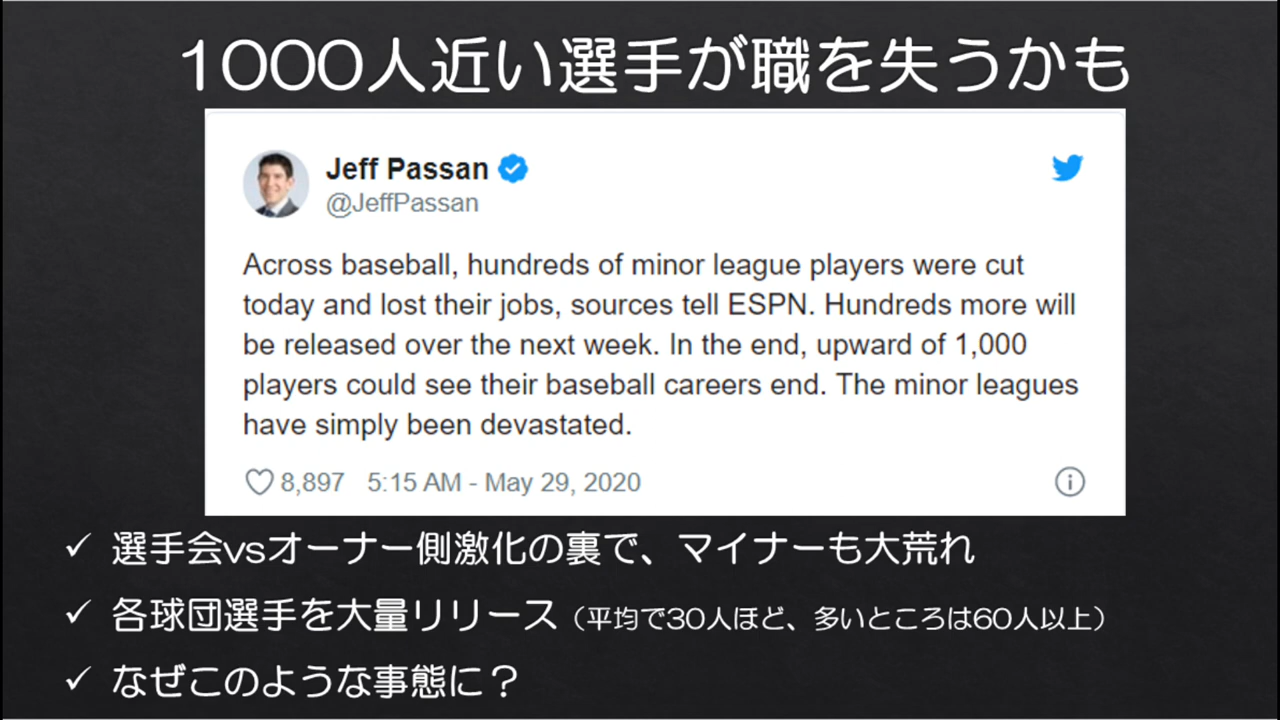 1000人近い選手が職を失うかも
Jeff Passan
@JeffPassan
Across baseball, hundreds of minor league players were cut
today and lost their jobs, sources tell ESPN. Hundreds more will
be released over the next week. In the end, upward of 1,000
players could see their baseball careers end. The minor leagues
have simply been devastated.
8,897 5:15 AM - May 29, 2020
✓ 選手会vsオーナー側激化の裏で、マイナーも大荒れ
✓ 各球団選手を大量リリース（平均で30人ほど、多いところは60人以上）
✓ なぜこのような事態に？